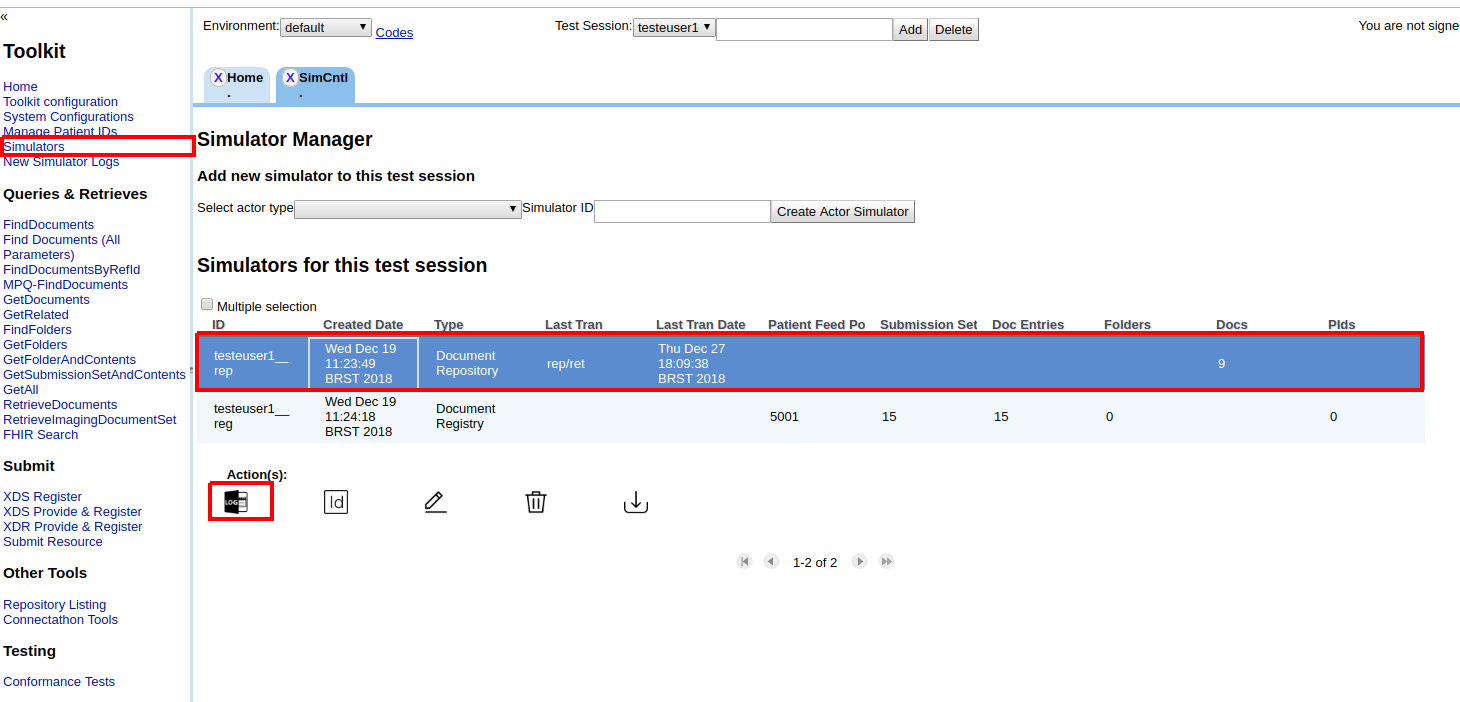 «
Environment: default Codes Test Session: testeuser1 Add Delete You are not signe
Toolkit
Home
Toolkit configuration
System Configurations
Manage Patient IDs
Simulators
New Simulator Logs
Queries & Retrieves
FindDocuments
Find Documents (All
Parameters)
FindDocumentsByRefId
MPQ-FindDocuments
GetDocuments
GetRelated
FindFolders
GetFolders
GetFolderAndContents
GetSubmissionSetAndContents
GetAll
RetrieveDocuments
RetrieveImagingDocumentSet
FHIR Search
Submit
XDS Register
XDS Provide & Register
XDR Provide & Register
Submit Resource
Other Tools
Repository Listing
Connectathon Tools
Testing
Conformance Tests
X Home . X SimCntl .
Simulator Manager
Add new simulator to this test session
Select actor type Simulator ID Create Actor Simulator
Simulators for this test session
Multiple selection
ID Created Date Type Last Tran Last Tran Date Patient Feed Po Submission Set Doc Entries Folders Docs PIds
testeuser1__ rep Wed Dec 19 11:23:49 BRST 2018 Document Repository rep/ret Thu Dec 27 18:09:38 BRST 2018 9
testeuser1__ reg Wed Dec 19 11:24:18 BRST 2018 Document Registry 5001 15 15 0 0
Action(s):
LOG Id
1-2 of 2